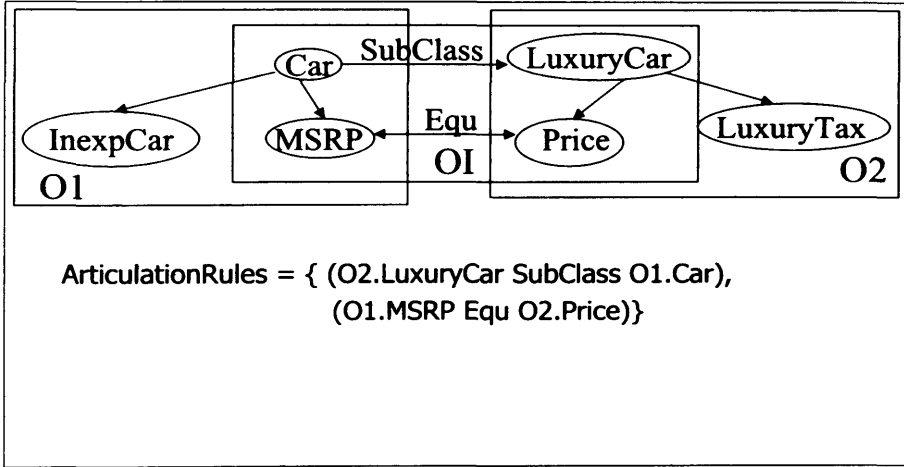 SubClass
Car
LuxuryCar
InexpCar
MSRP
Equ
Price
LuxuryTax
O1
OI
O2
ArticulationRules = { (O2.LuxuryCar SubClass O1.Car),
(O1.MSRP Equ O2.Price)}